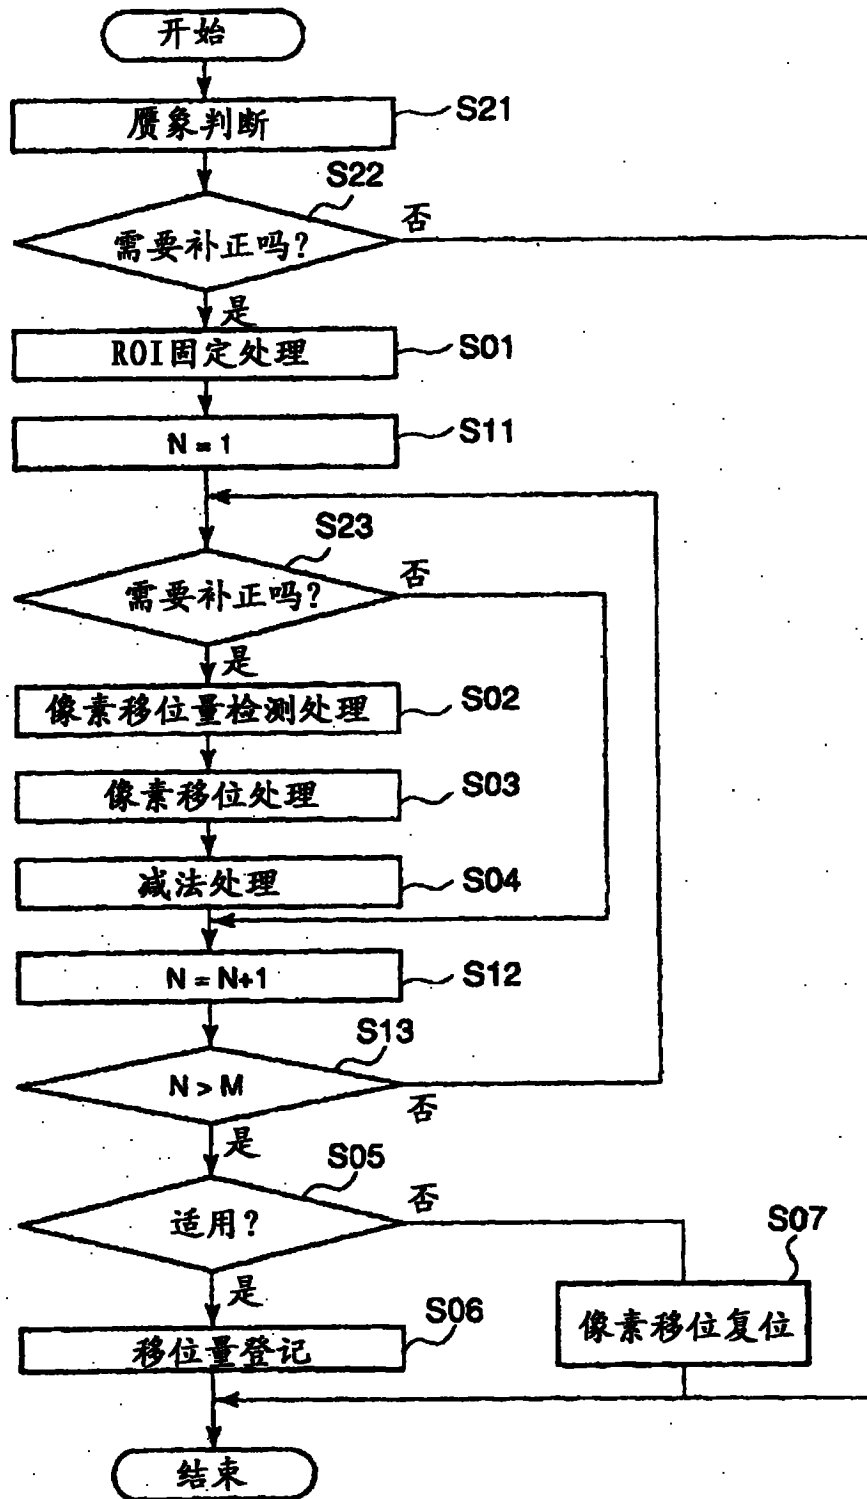 开始
赝象判断
S21
S22
需要补正吗?
否
是
ROI固定处理
S01
N = 1
S11
S23
需要补正吗?
否
是
像素移位量检测处理
S02
像素移位处理
S03
减法处理
S04
N = N+1
S12
S13
N > M
否
是
S05
适用?
否
S07
是
S06
移位量登记
像素移位复位
结束